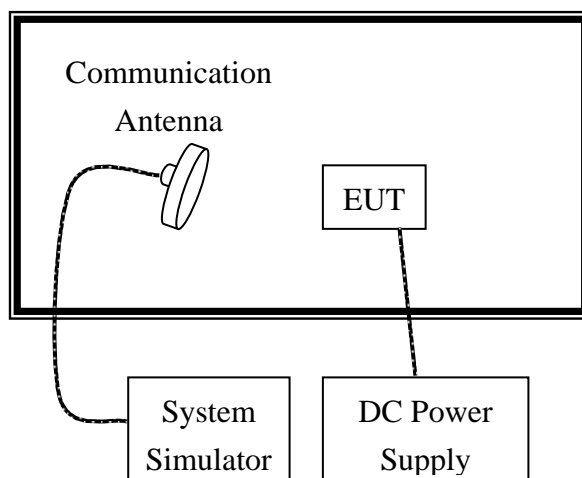 Communication
Antenna
EUT
System
Simulator
DC Power
Supply